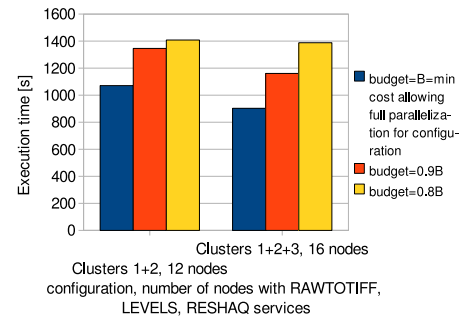 1600
1400
1200
1000
800
600
400
200
0
Execution time [s]
budget=B=min
cost allowing
full paralleliza-
tion for configu-
ration
budget=0.9B
budget=0.8B
Clusters 1+2+3, 16 nodes
Clusters 1+2, 12 nodes
configuration, number of nodes with RAWTOTIFF,
LEVELS, RESHAQ services